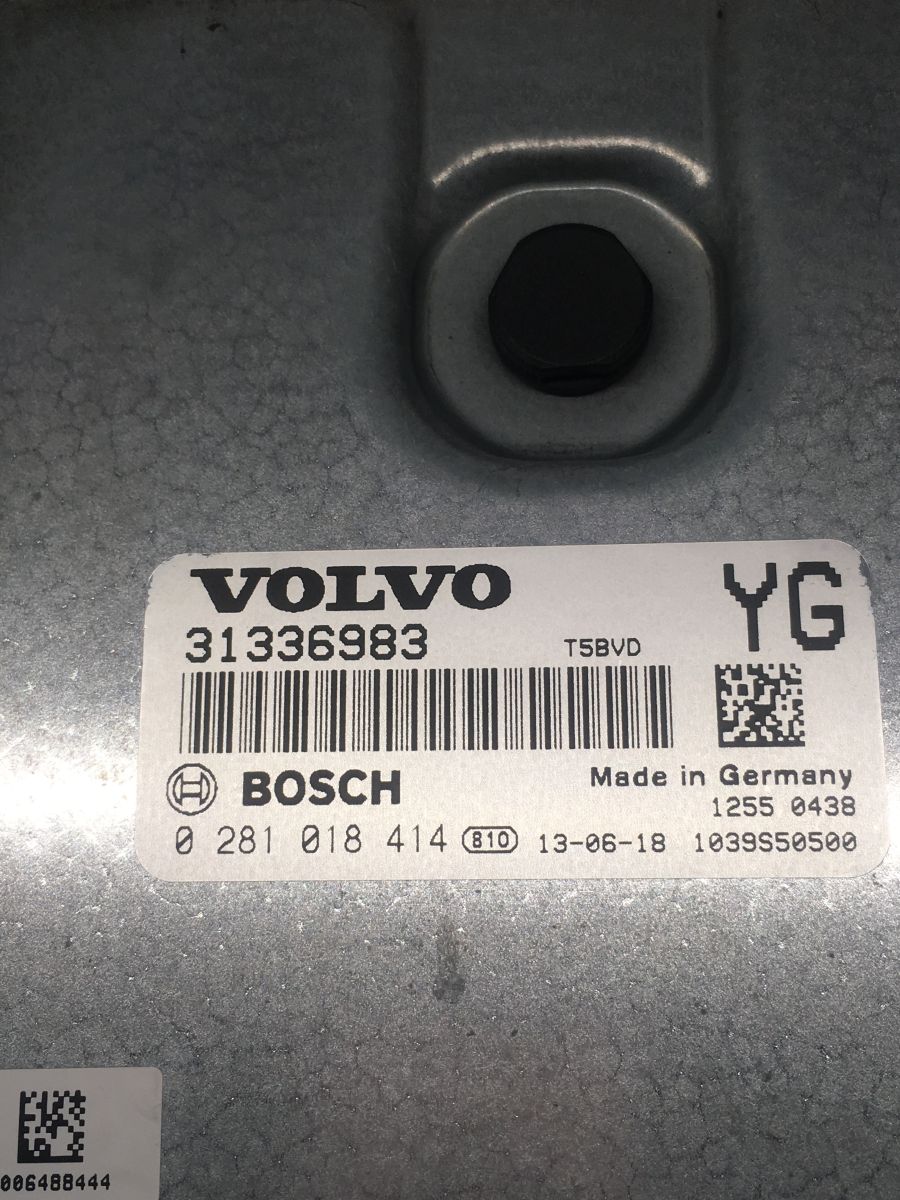 VOLVO YG
31336983 T5BVD
BOSCH Made in Germany
1255 0438
0 281 018 414 810 13-06-18 1039S50500
006488444